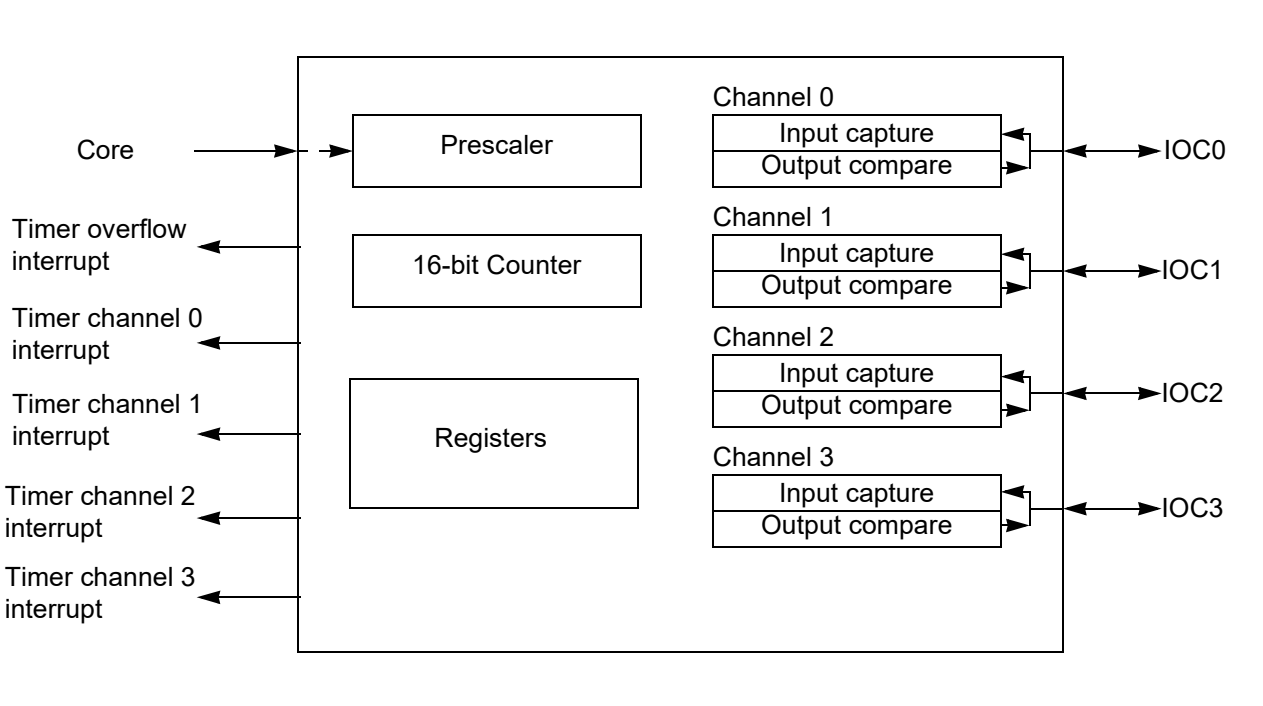 Core
Timer overflow
interrupt
Timer channel 0
interrupt
Timer channel 1
interrupt
Timer channel 2
interrupt
Timer channel 3
interrupt
Prescaler
16-bit Counter
Registers
Channel 0
Input capture
Output compare
Channel 1
Input capture
Output compare
Channel 2
Input capture
Output compare
Channel 3
Input capture
Output compare
IOC0
IOC1
IOC2
IOC3